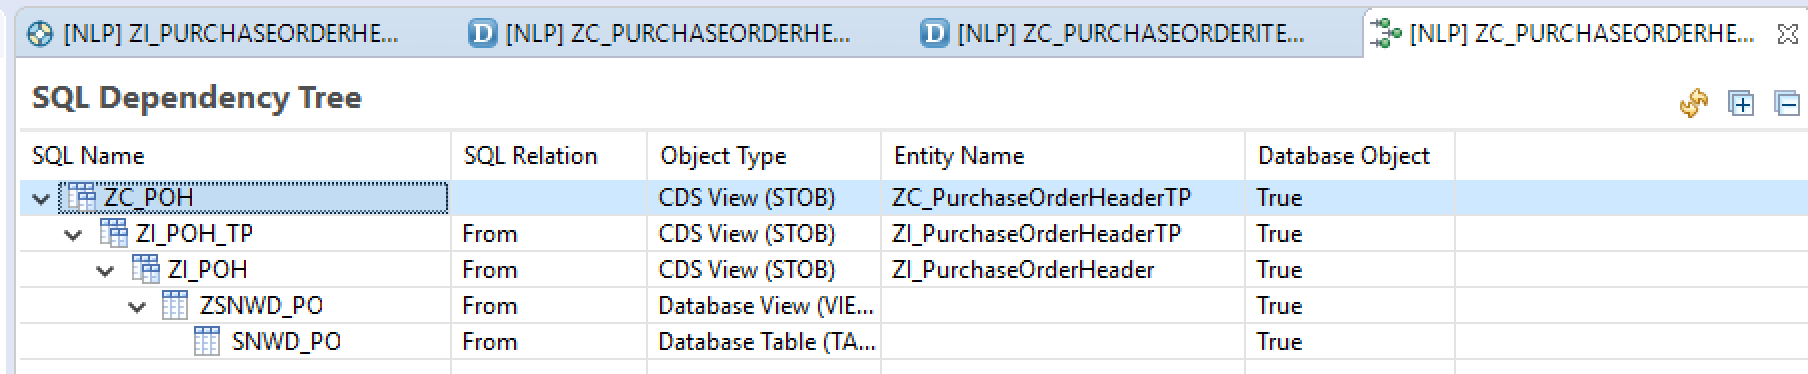 [NLP] ZI_PURCHASEORDERHE... [NLP] ZC_PURCHASEORDERHE... [NLP] ZC_PURCHASEORDERITE... [NLP] ZC_PURCHASEORDERHE...
SQL Dependency Tree
SQL Name SQL Relation Object Type Entity Name Database Object
ZC_POH CDS View (STOB) ZC_PurchaseOrderHeaderTP True
ZI_POH_TP From CDS View (STOB) ZI_PurchaseOrderHeaderTP True
ZI_POH From CDS View (STOB) ZI_PurchaseOrderHeader True
ZSNWD_PO From Database View (VIE... True
SNWD_PO From Database Table (TA... True